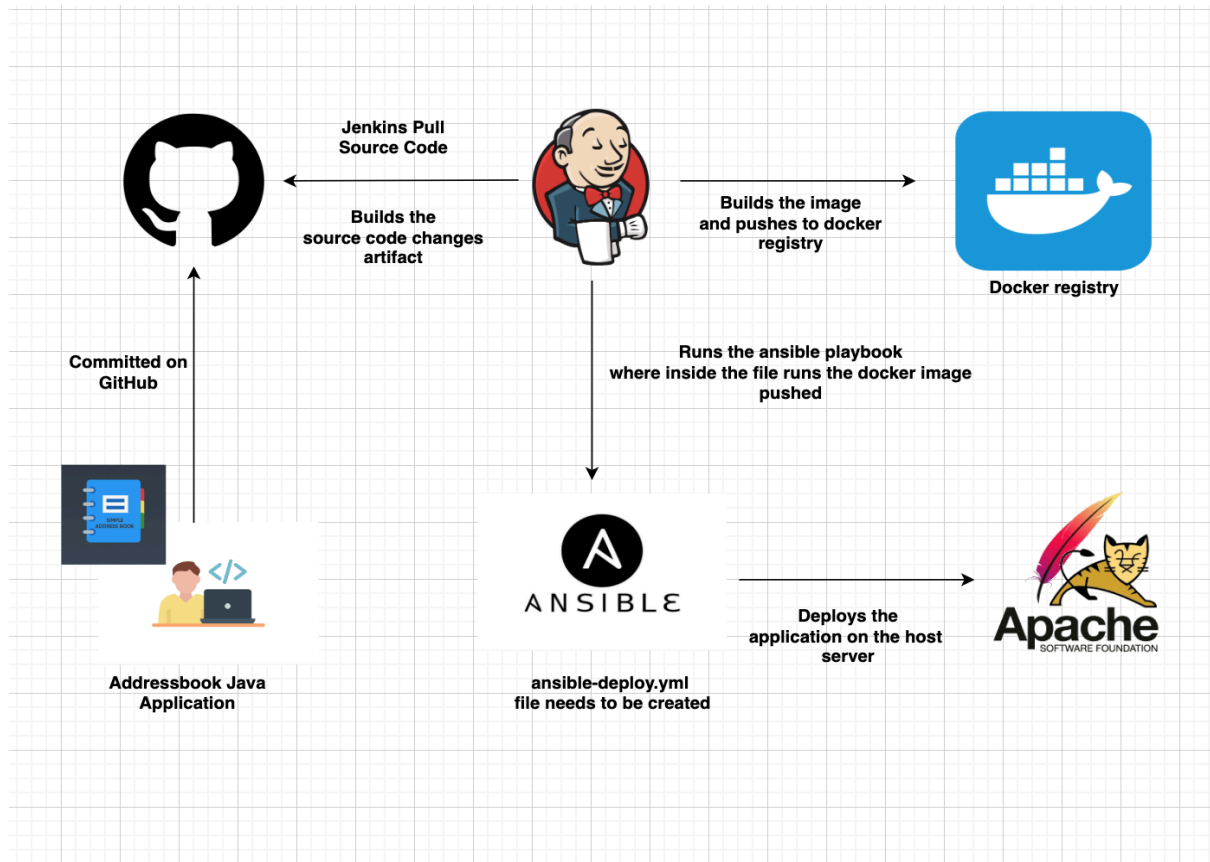 Jenkins Pull
Source Code
Builds the
source code changes
artifact
Builds the image
and pushes to docker
registry
Docker registry
Committed on
GitHub
Runs the ansible playbook
where inside the file runs the docker image
pushed
SIMPLE
ADDRESS BOOK
</>
ANSIBLE
Deploys the
application on the host
server
Apache
SOFTWARE FOUNDATION
Addressbook Java
Application
ansible-deploy.yml
file needs to be created